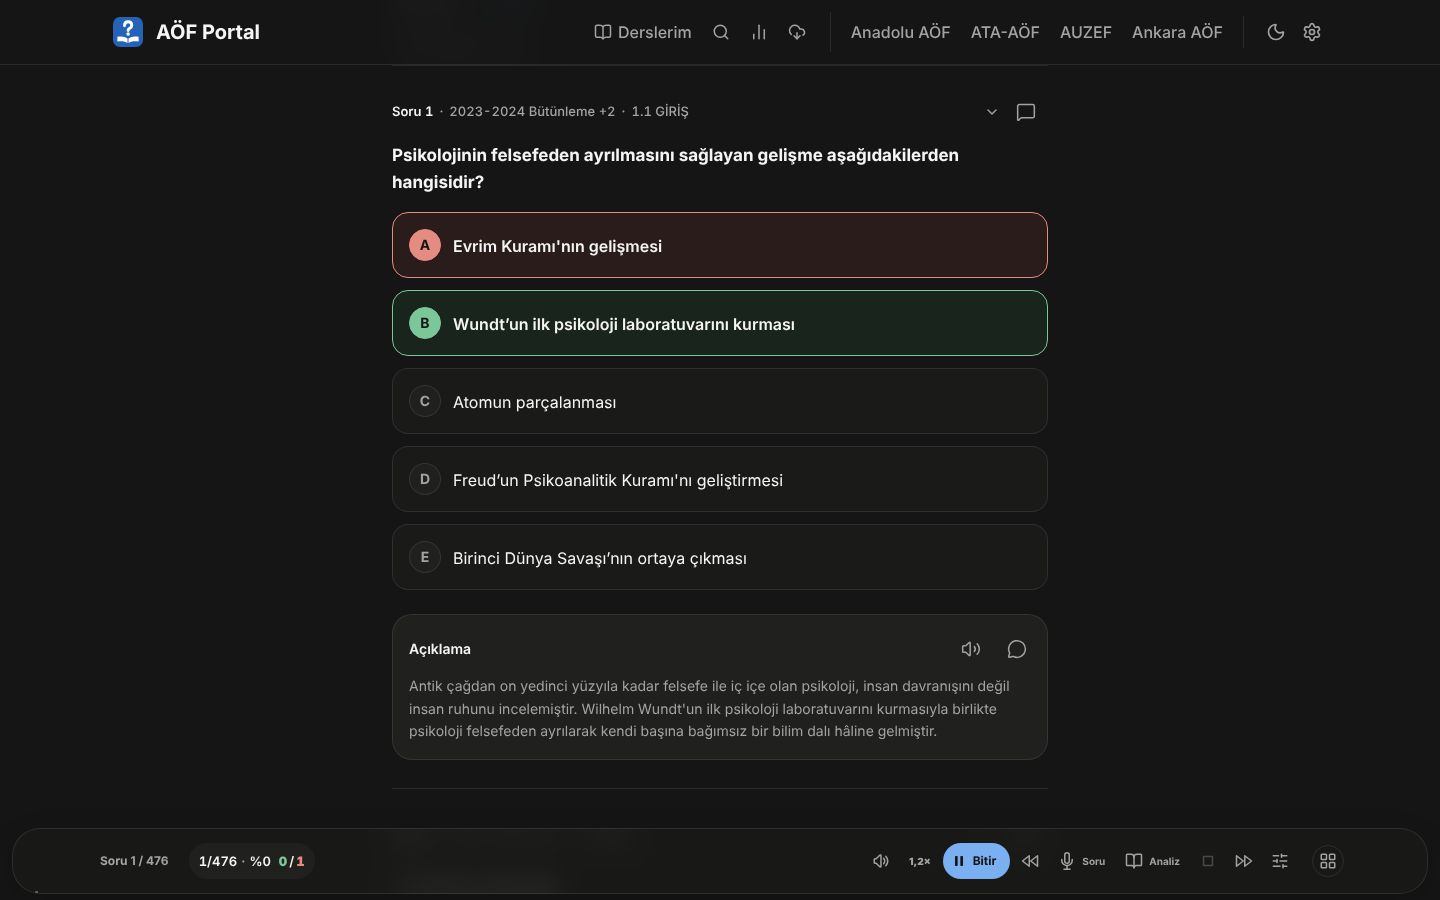 AÖF Portal
Derslerim
Anadolu AÖF
ATA-AÖF
AUZEF
Ankara AÖF
Soru 1 · 2023-2024 Bütünleme +2 · 1.1 GİRİŞ
Psikolojinin felsefeden ayrılmasını sağlayan gelişme aşağıdakilerden
hangisidir?
A Evrim Kuramı'nın gelişmesi
B Wundt’un ilk psikoloji laboratuvarını kurması
C Atomun parçalanması
D Freud’un Psikoanalitik Kuramı'nı geliştirmesi
E Birinci Dünya Savaşı’nın ortaya çıkması
Açıklama
Antik çağdan on yedinci yüzyıla kadar felsefe ile iç içe olan psikoloji, insan davranışını değil
insan ruhunu incelemiştir. Wilhelm Wundt'un ilk psikoloji laboratuvarını kurmasıyla birlikte
psikoloji felsefeden ayrılarak kendi başına bağımsız bir bilim dalı hâline gelmiştir.
Soru 1 / 476
1/476 · %0 0/1
1,2×
Bitir
Soru
Analiz